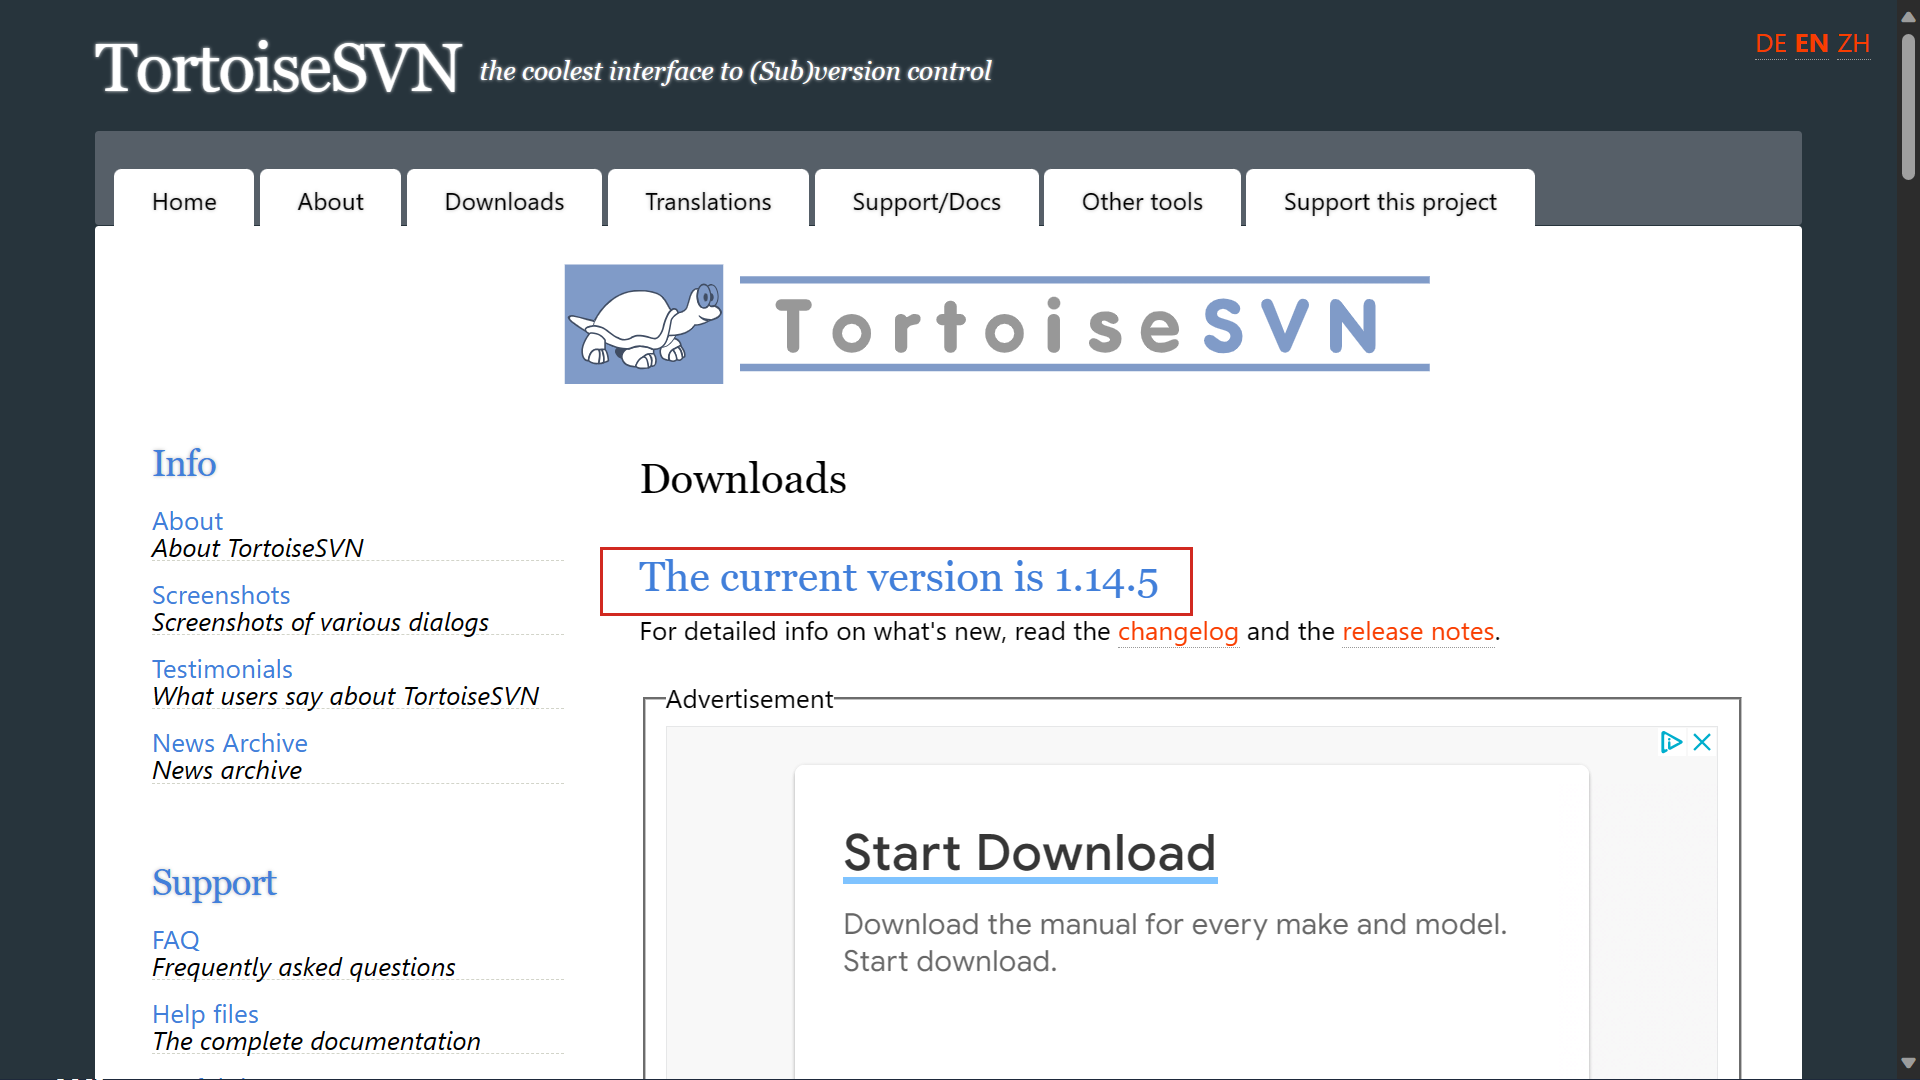 TortoiseSVN the coolest interface to (Sub)version control
DE EN ZH
Home About Downloads Translations Support/Docs Other tools Support this project
TortoiseSVN
Info
About
About TortoiseSVN
Screenshots
Screenshots of various dialogs
Testimonials
What users say about TortoiseSVN
News Archive
News archive
Support
FAQ
Frequently asked questions
Help files
The complete documentation
Downloads
The current version is 1.14.5
For detailed info on what's new, read the changelog and the release notes.
Advertisement
Start Download
Download the manual for every make and model.
Start download.